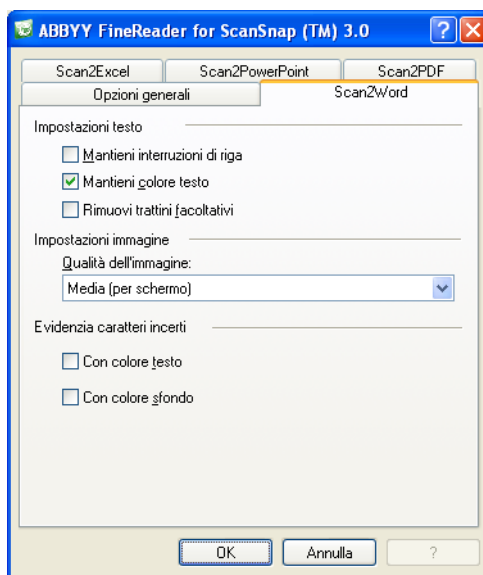 ABBYY FineReader for ScanSnap (TM) 3.0 ?
Scan2Excel Scan2PowerPoint Scan2PDF
Opzioni generali Scan2Word
Impostazioni testo
Mantieni interruzioni di riga
Mantieni colore testo
Rimuovi trattini facoltativi
Impostazioni immagine
Qualità dell'immagine:
Media (per schermo)
Evidenzia caratteri incerti
Con colore testo
Con colore sfondo
OK Annulla ?